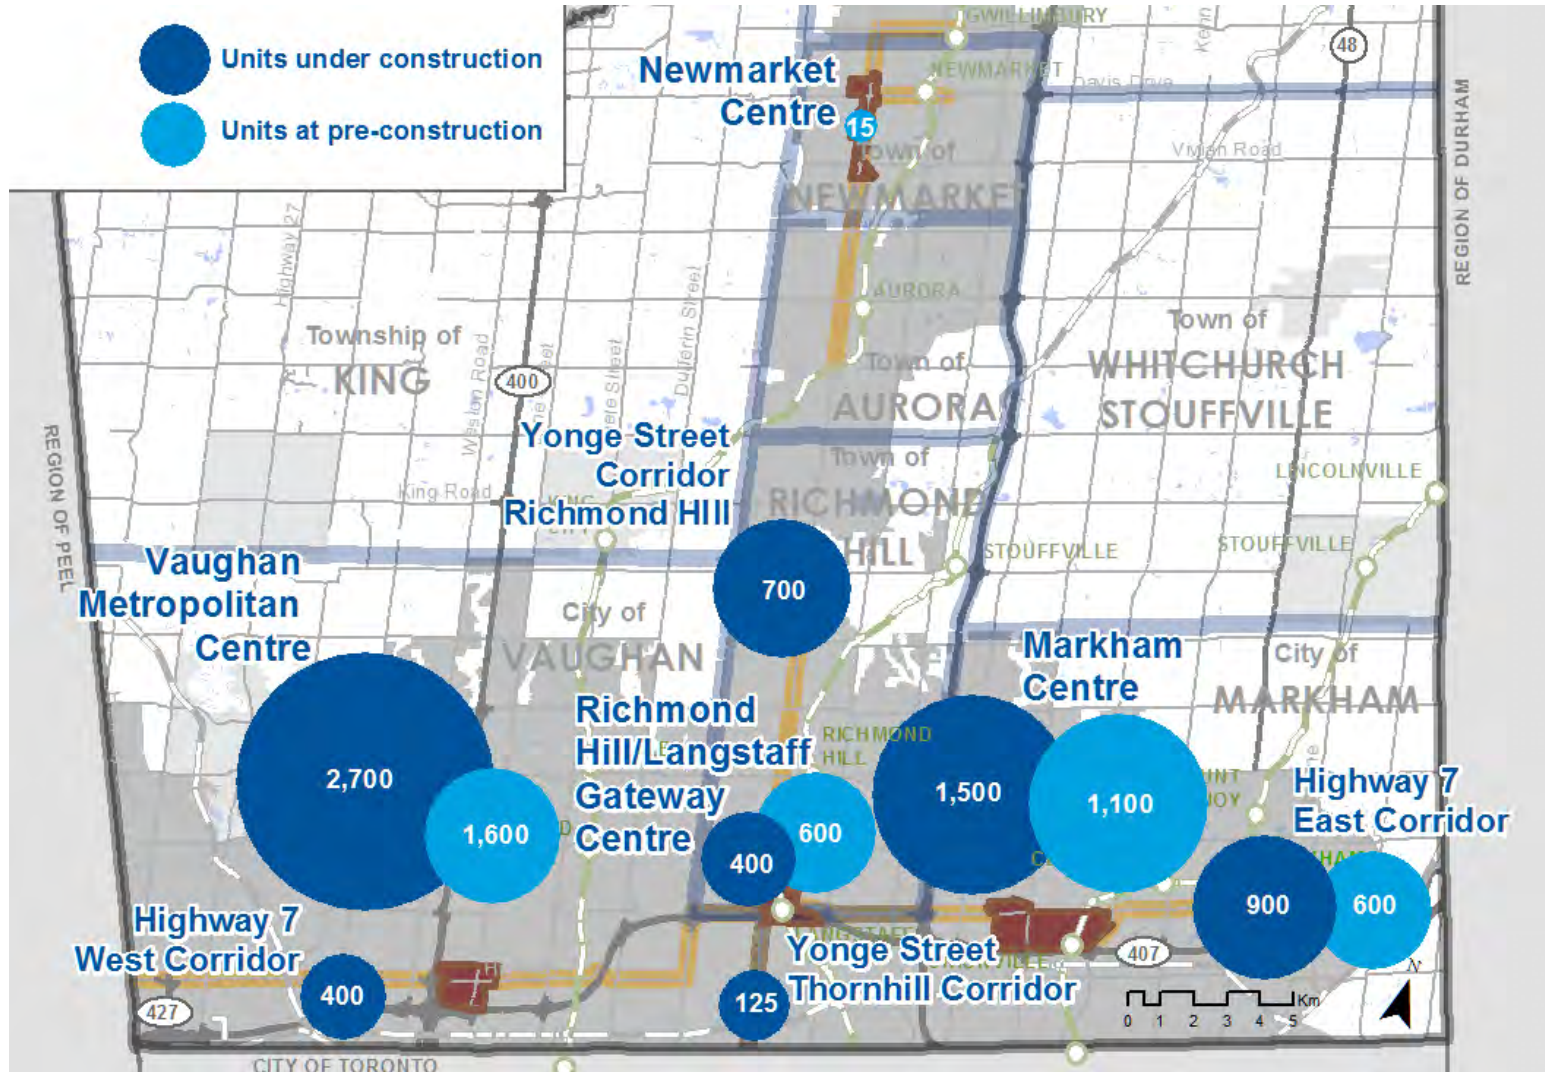 Units under construction
Units at pre-construction
GWILLIMBURY
48
Newmarket
Centre
NEWMARKET
Davis Drive
15
Town of
NEWMARKET
Vivian Road
REGION OF DURHAM
Highway 27
AURORA
Township of
KING
Weston Road
400
Dufferin Street
Town of
AURORA
Town of
WHITCHURCH
STOUFFVILLE
Yonge Street
Corridor
Richmond Hill
King Road
KING
CITY
Town of
RICHMOND
HILL
LINCOLNVILLE
STOUFFVILLE
STOUFFVILLE
REGION OF PEEL
Vaughan
Metropolitan
Centre
700
City of
VAUGHAN
Markham
Centre
City of
MARKHAM
Richmond
Hill/Langstaff
Gateway
Centre
RICHMOND
HILL
2,700
1,600
400
600
1,500
1,100
Highway 7
East Corridor
900
600
Highway 7
West Corridor
400
427
LANGSTAFF
Yonge Street
Thornhill Corridor
125
407
N
Km
0 1 2 3 4 5
CITY OF TORONTO